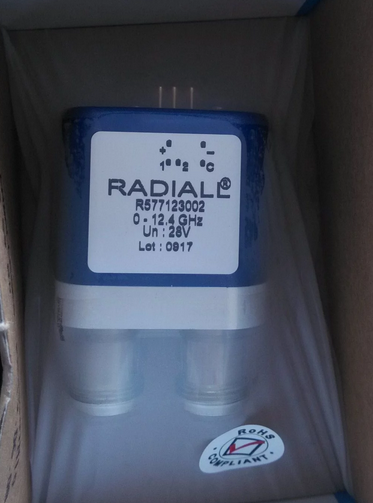 + -
1 2 C
RADIALL®
R577123002
0 - 12.4 GHz
Un : 28V
Lot : 0917
RoHS
COMPLIANT